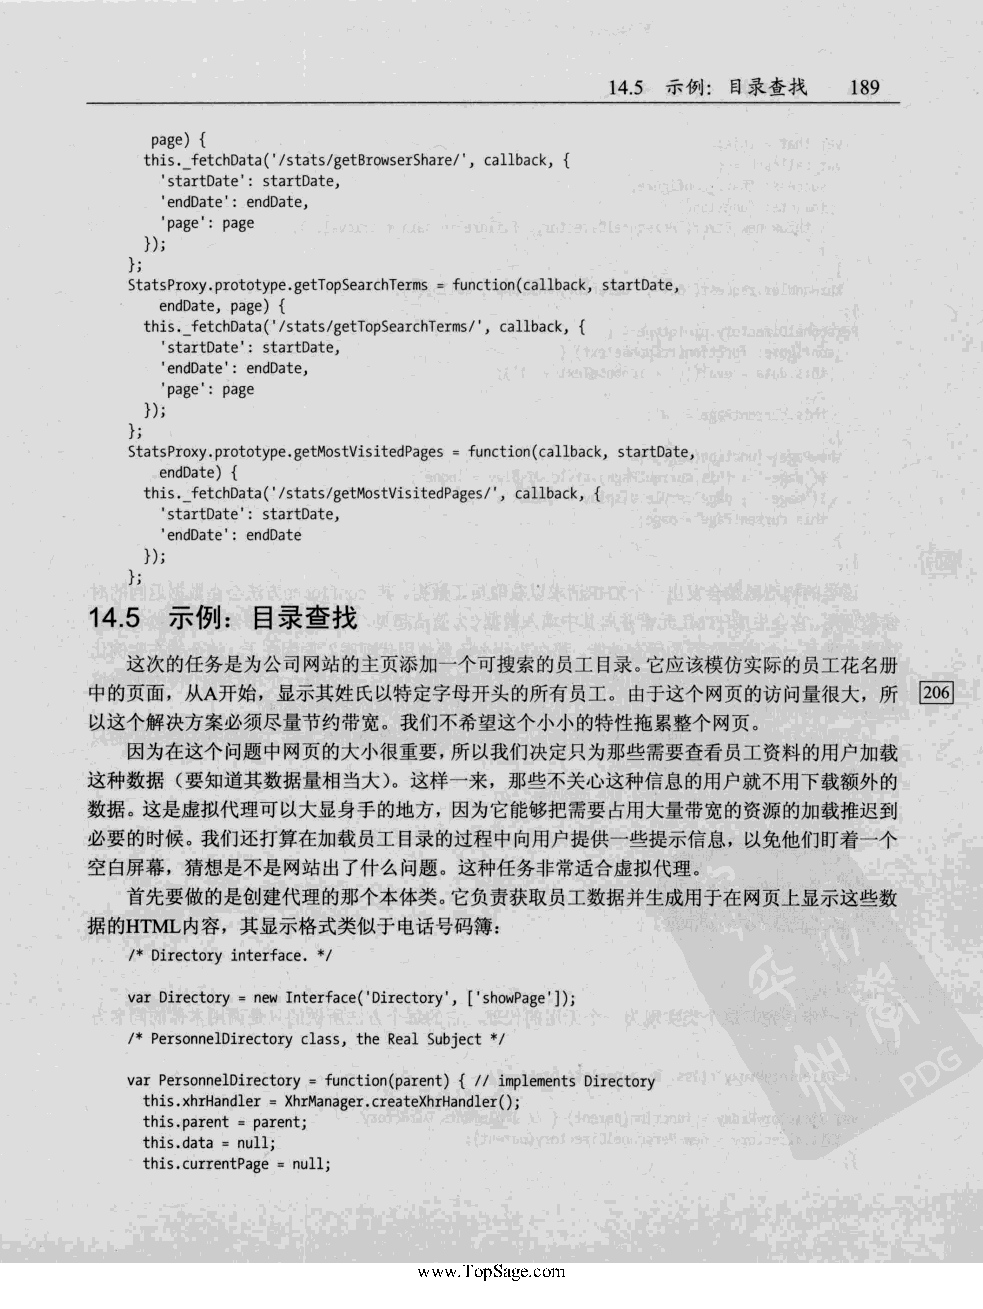 14.5 示例：目录查找 189
page) {
this._fetchData('/stats/getBrowserShare/', callback, {
'startDate': startDate,
'endDate': endDate,
'page': page
});
};
StatsProxy.prototype.getTopSearchTerms = function(callback, startDate,
endDate, page) {
this._fetchData('/stats/getTopSearchTerms/', callback, {
'startDate': startDate,
'endDate': endDate,
'page': page
});
};
StatsProxy.prototype.getMostVisitedPages = function(callback, startDate,
endDate) {
this._fetchData('/stats/getMostVisitedPages/', callback, {
'startDate': startDate,
'endDate': endDate
});
};
14.5 示例：目录查找
这次的任务是为公司网站的主页添加一个可搜索的员工目录。它应该模仿实际的员工花名册
中的页面，从A开始，显示其姓氏以特定字母开头的所有员工。由于这个网页的访问量很大，所 206
以这个解决方案必须尽量节约带宽。我们不希望这个小小的特性拖累整个网页。
因为在这个问题中网页的大小很重要，所以我们决定只为那些需要查看员工资料的用户加载
这种数据（要知道其数据量相当大）。这样一来，那些不关心这种信息的用户就不用下载额外的
数据。这是虚拟代理可以大显身手的地方，因为它能够把需要占用大量带宽的资源的加载推迟到
必要的时候。我们还打算在加载员工目录的过程中向用户提供一些提示信息，以免他们盯着一个
空白屏幕，猜想是不是网站出了什么问题。这种任务非常适合虚拟代理。
首先要做的是创建代理的那个本体类。它负责获取员工数据并生成用于在网页上显示这些数
据的HTML内容，其显示格式类似于电话号码簿：
/* Directory interface. */
var Directory = new Interface('Directory', ['showPage']);
/* PersonnelDirectory class, the Real Subject */
var PersonnelDirectory = function(parent) { // implements Directory
this.xhrHandler = XhrManager.createXhrHandler();
this.parent = parent;
this.data = null;
this.currentPage = null;
PDG
www.TopSage.com